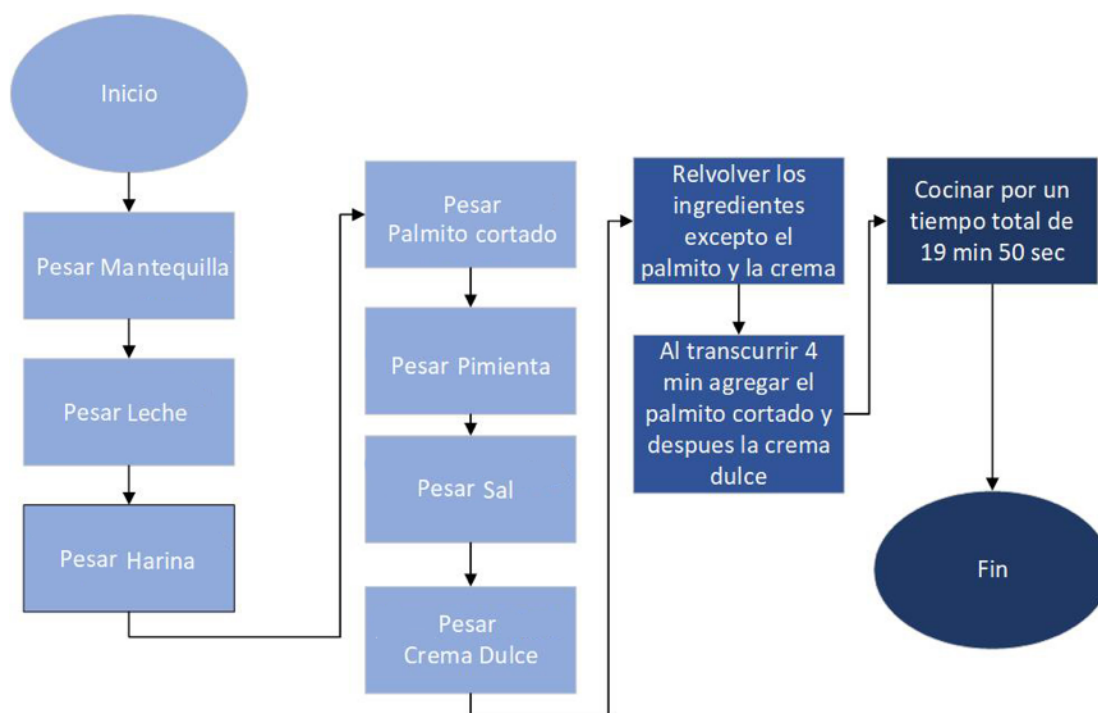 Inicio
Pesar Mantequilla
Pesar Leche
Pesar Harina
Pesar
Palmito cortado
Pesar Pimienta
Pesar Sal
Pesar
Crema Dulce
Relvolver los
ingredientes
excepto el
palmito y la crema
Al transcurrir 4
min agregar el
palmito cortado y
despues la crema
dulce
Cocinar por un
tiempo total de
19 min 50 sec
Fin